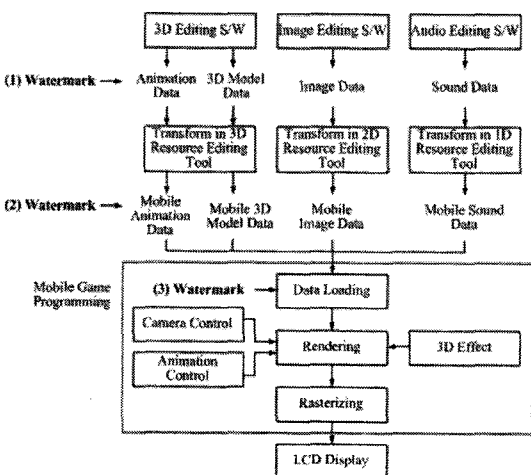 3D Editing S/W
Image Editing S/W
Audio Editing S/W
(1) Watermark
Animation
Data
3D Model
Data
Image Data
Sound Data
Transform in 3D
Resource Editing
Tool
Transform in 2D
Resource Editing
Tool
Transform in 1D
Resource Editing
Tool
(2) Watermark
Mobile
Animation
Data
Mobile 3D
Model Data
Mobile
Image Data
Mobile Sound
Data
Mobile Game
Programming
(3) Watermark
Data Loading
Camera Control
Rendering
3D Effect
Animation
Control
Rasterizing
LCD Display